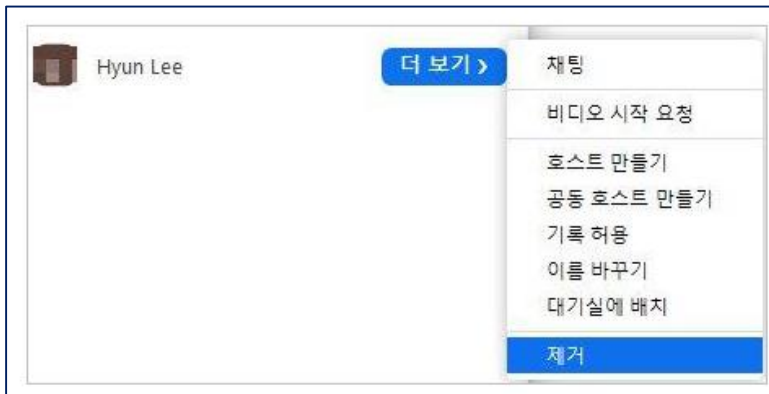 Hyun Lee
더 보기 ›
채팅
비디오 시작 요청
호스트 만들기
공동 호스트 만들기
기록 허용
이름 바꾸기
대기실에 배치
제거